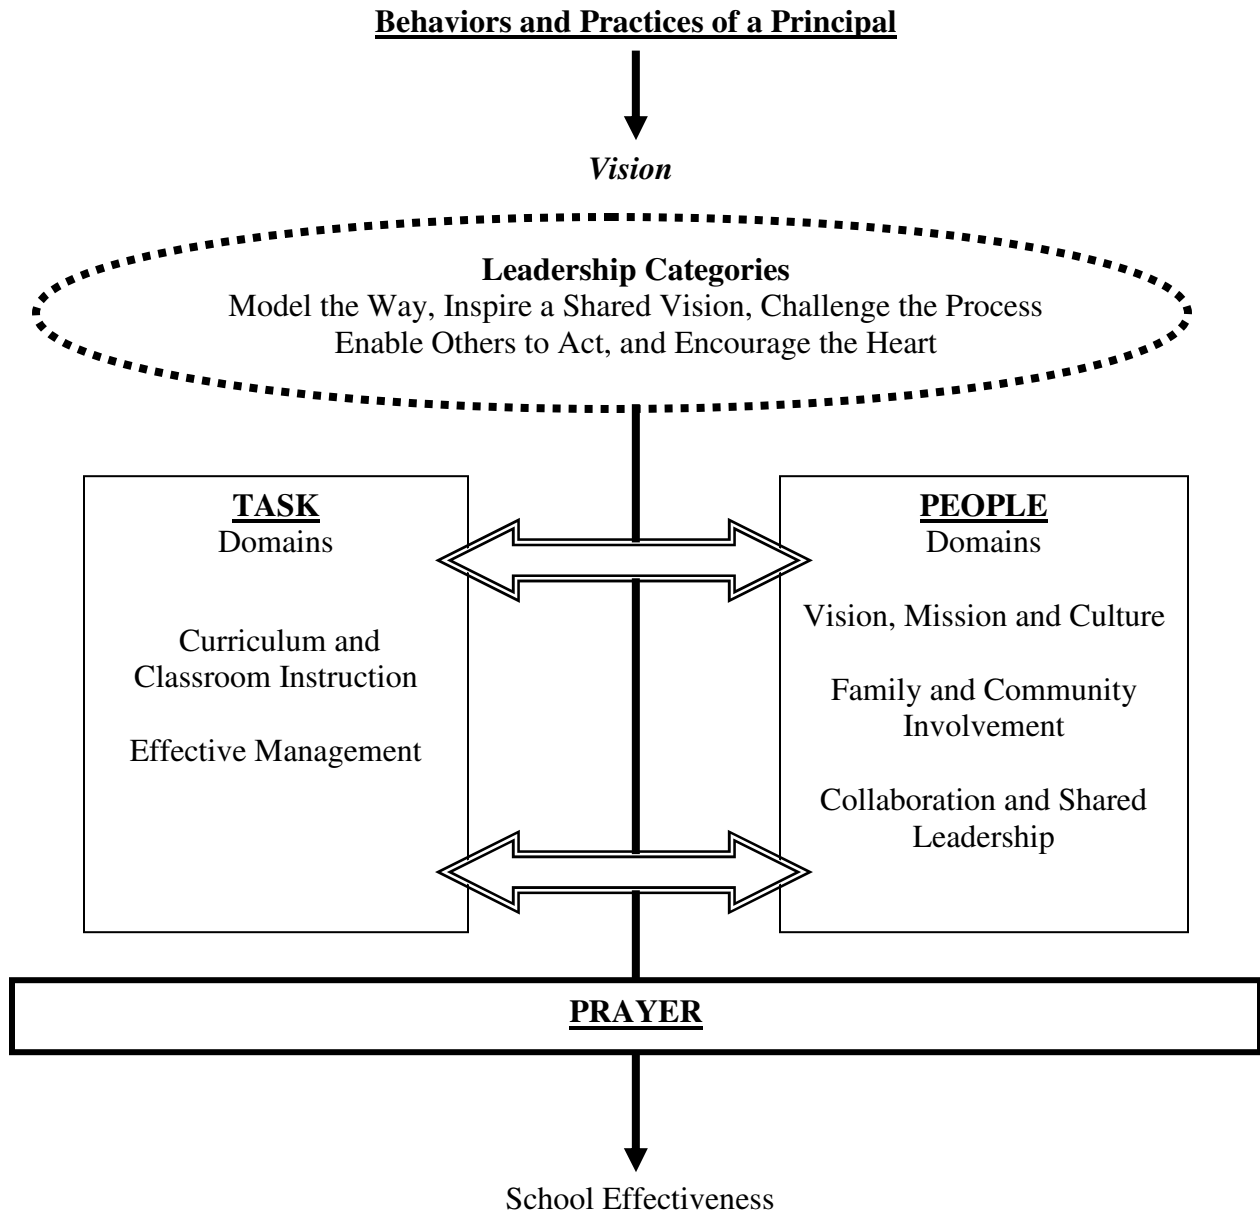 Behaviors and Practices of a Principal
Vision
Leadership Categories
Model the Way, Inspire a Shared Vision, Challenge the Process
Enable Others to Act, and Encourage the Heart
TASK
Domains
Curriculum and
Classroom Instruction
Effective Management
PEOPLE
Domains
Vision, Mission and Culture
Family and Community
Involvement
Collaboration and Shared
Leadership
PRAYER
School Effectiveness